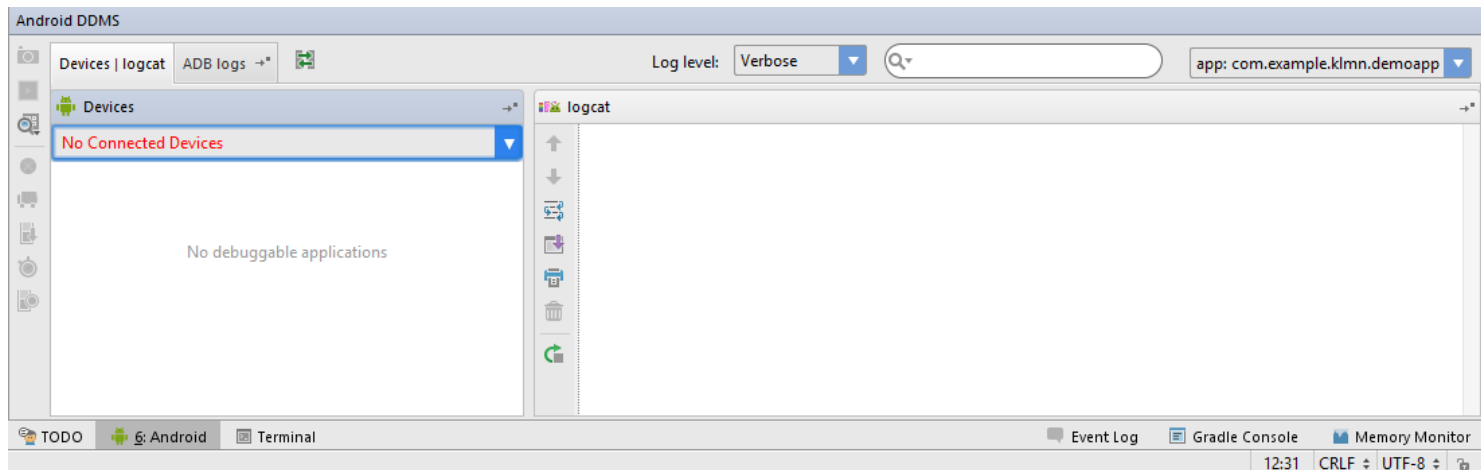 Android DDMS
Devices | logcat
ADB logs
Log level:
Verbose
app: com.example.klmn.demoapp
Devices
logcat
No Connected Devices
No debuggable applications
TODO
6: Android
Terminal
Event Log
Gradle Console
Memory Monitor
12:31
CRLF
UTF-8